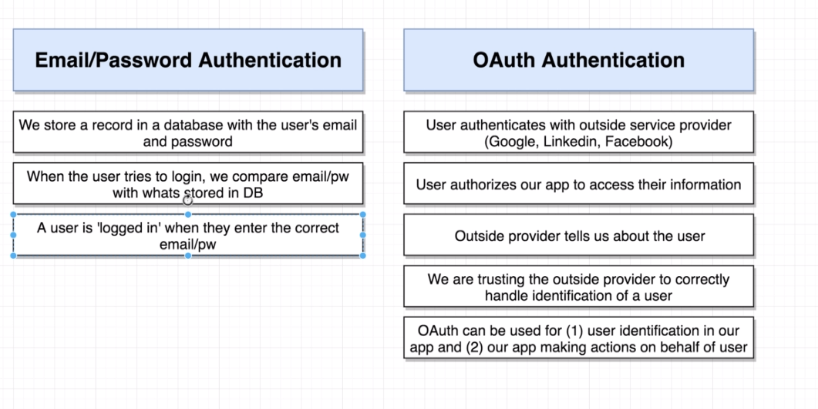 Email/Password Authentication
We store a record in a database with the user's email
and password
When the user tries to login, we compare email/pw
with whats stored in DB
A user is 'logged in' when they enter the correct
email/pw
OAuth Authentication
User authenticates with outside service provider
(Google, Linkedin, Facebook)
User authorizes our app to access their information
Outside provider tells us about the user
We are trusting the outside provider to correctly
handle identification of a user
OAuth can be used for (1) user identification in our
app and (2) our app making actions on behalf of user